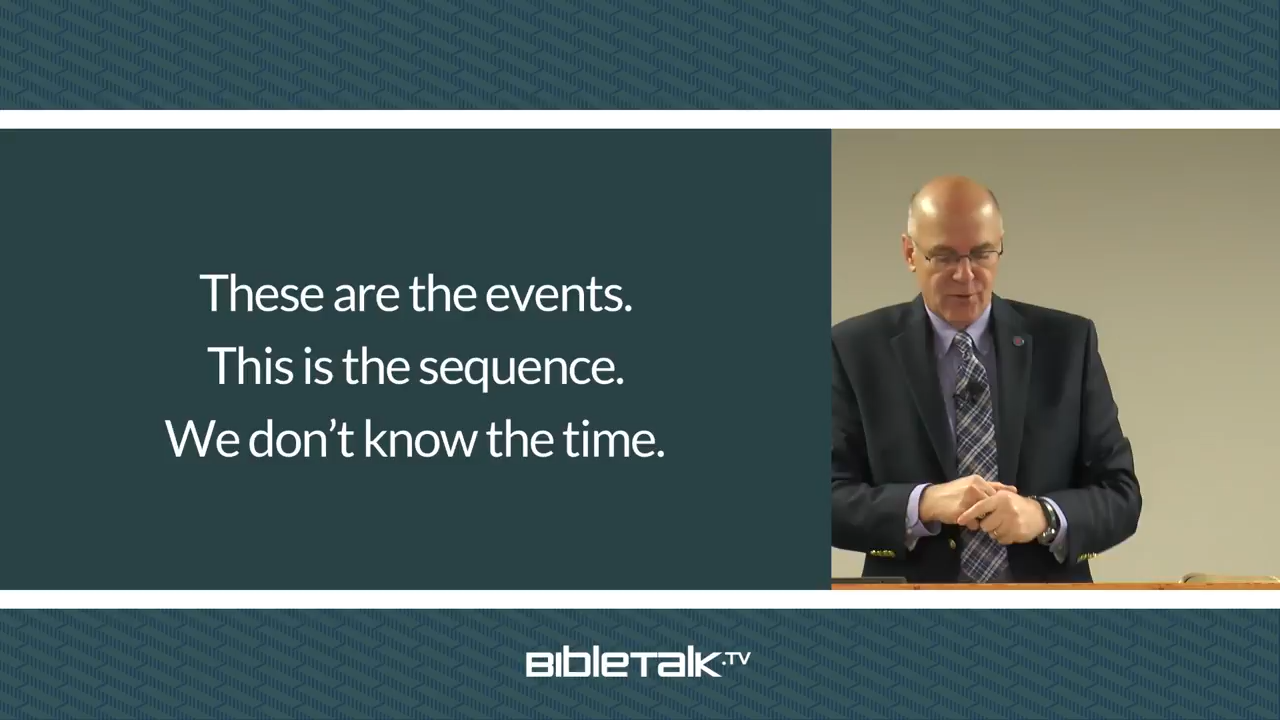 These are the events.
This is the sequence.
We don't know the time.
BIBLETALK.TV